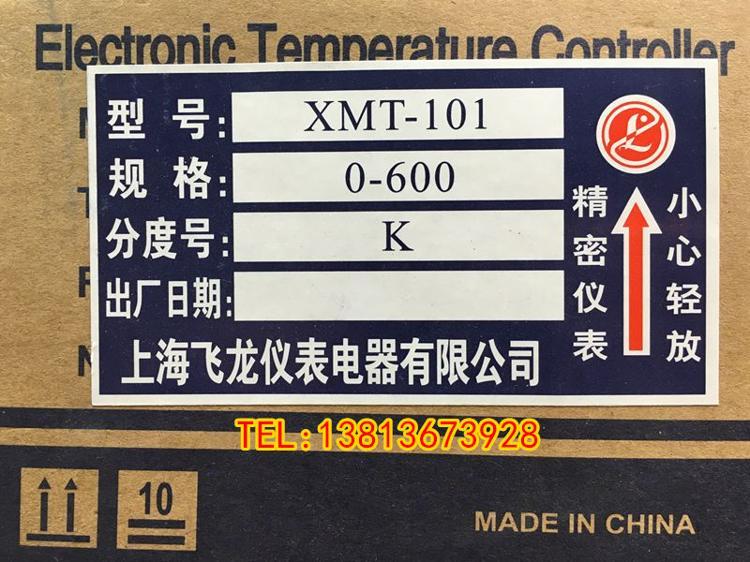 Electronic Temperature Controller
型 号: XMT-101
规 格: 0-600
分度号: K
出厂日期:
上海飞龙仪表电器有限公司
精密仪表
小心轻放
TEL:13813673928
10
MADE IN CHINA